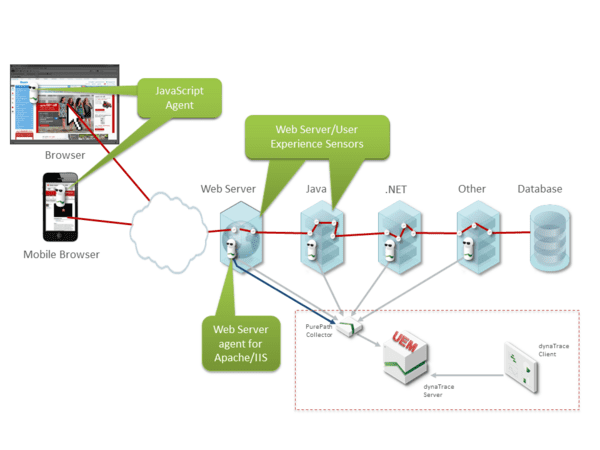 JavaScript
Agent
Web Server/User
Experience Sensors
Browser
Web Server
Java
.NET
Other
Database
Mobile Browser
Web Server
agent for
Apache/IIS
PurePath
Collector
UEM
dynaTrace
Client
dynaTrace
Server